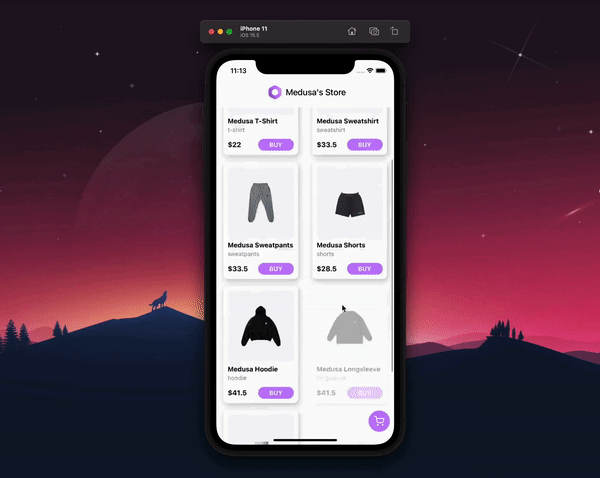 iPhone 11
iOS 15.5
11:13
Medusa's Store
Medusa T-Shirt
t-shirt
$22
BUY
Medusa Sweatshirt
sweatshirt
$33.5
BUY
Medusa Sweatpants
sweatpants
$33.5
BUY
Medusa Shorts
shorts
$28.5
BUY
Medusa Hoodie
hoodie
$41.5
BUY
Medusa Longsleeve
$41.5
BUY